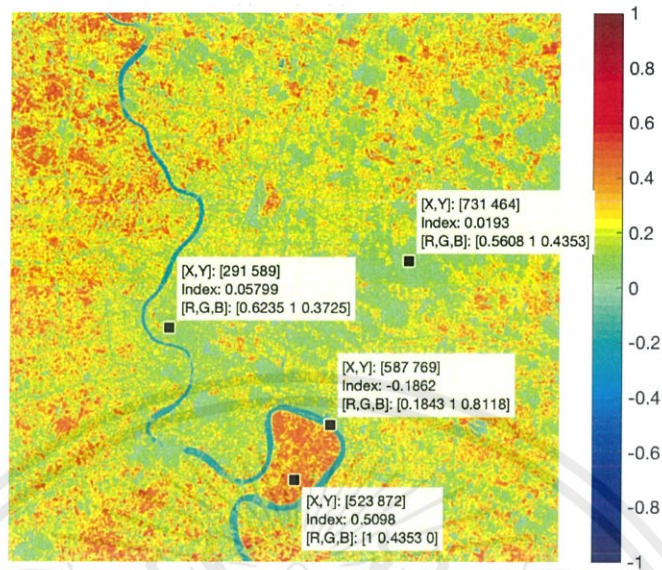 1
0.8
0.6
0.4
0.2
0
-0.2
-0.4
-0.6
-0.8
-1
[X,Y]: [731 464]
Index: 0.0193
[R,G,B]: [0.5608 1 0.4353]
[X,Y]: [291 589]
Index: 0.05799
[R,G,B]: [0.6235 1 0.3725]
[X,Y]: [587 769]
Index: -0.1862
[R,G,B]: [0.1843 1 0.8118]
[X,Y]: [523 872]
Index: 0.5098
[R,G,B]: [1 0.4353 0]